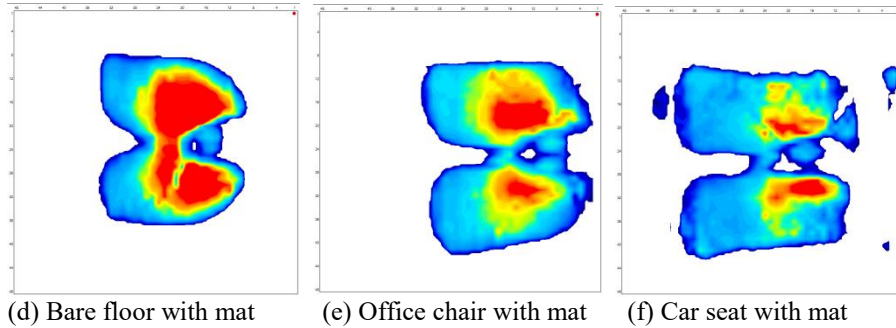 (d) Bare floor with mat
(e) Office chair with mat
(f) Car seat with mat